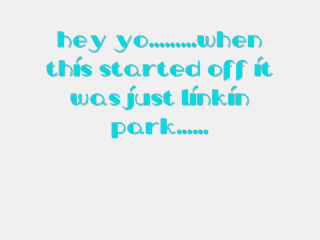 hey yo.........when
this started off it
was just linkin
park......